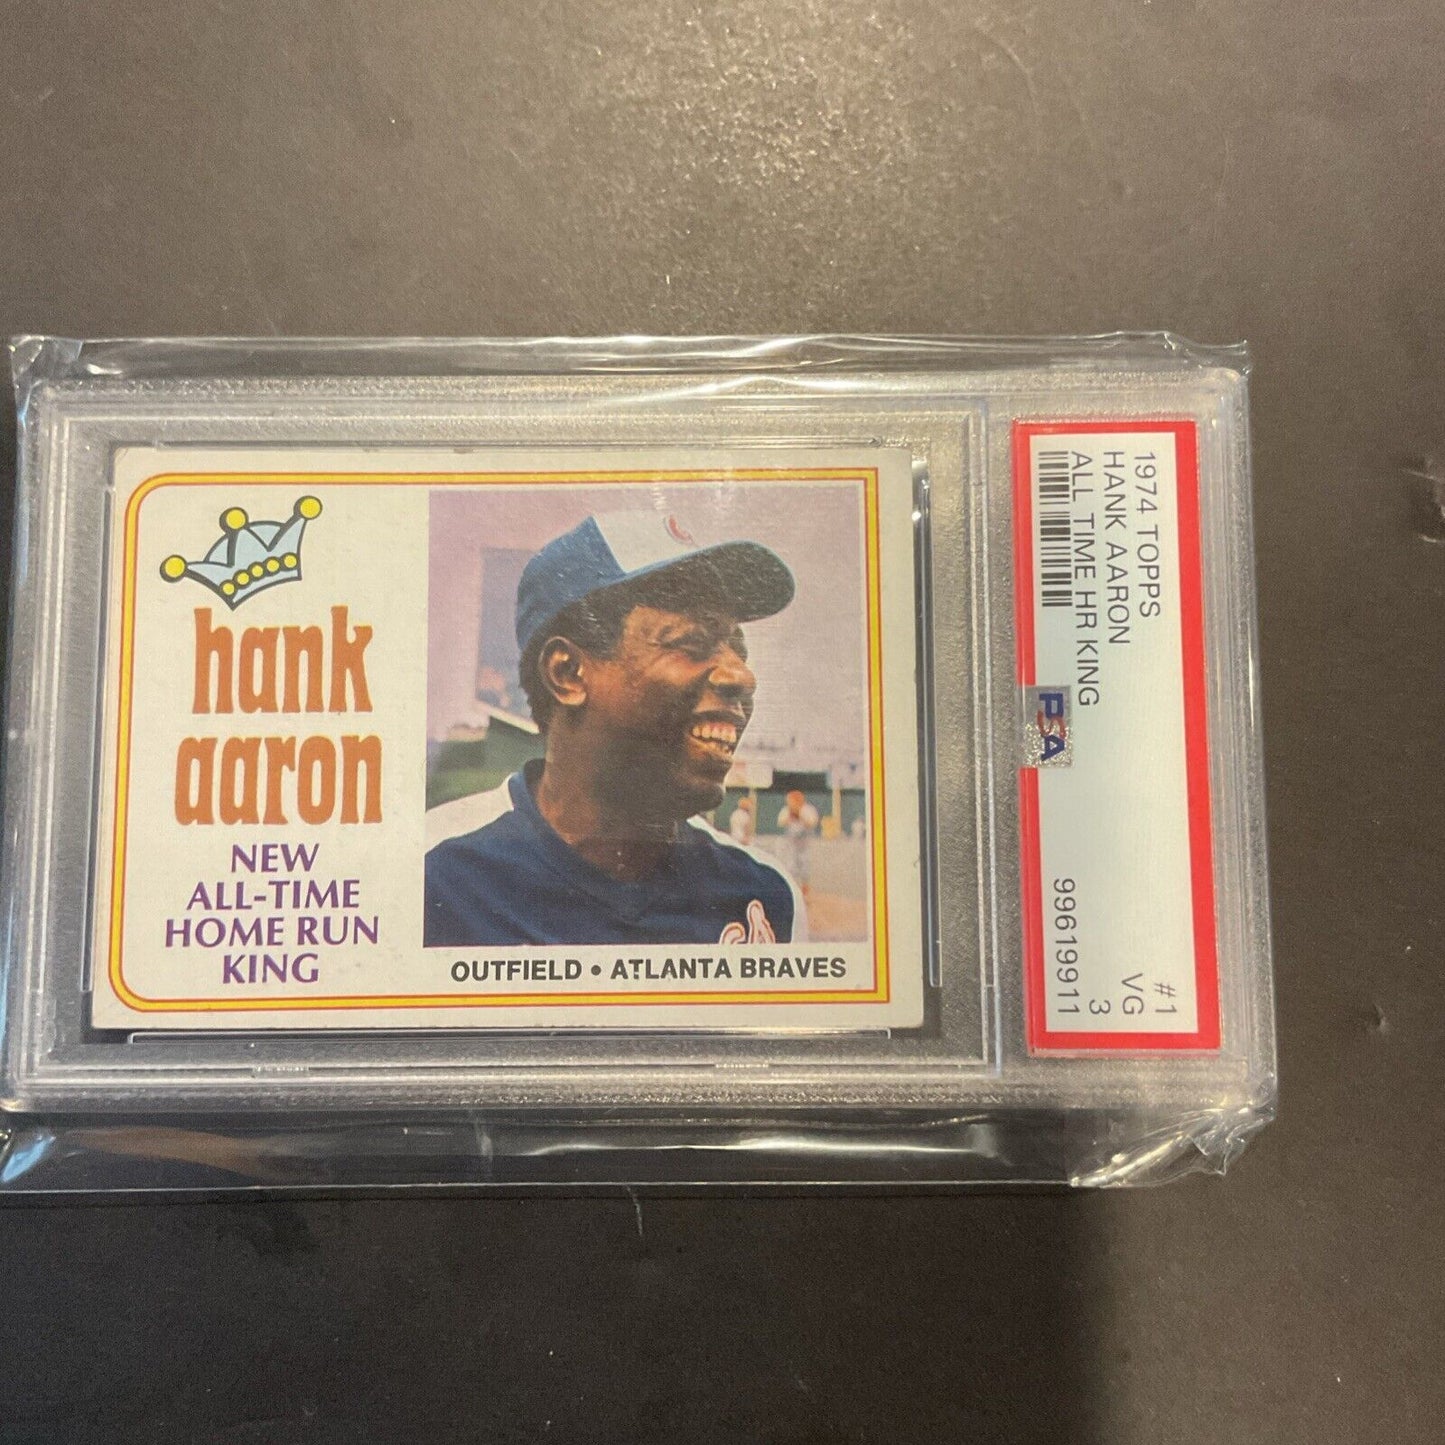 hank
aaron
NEW
ALL-TIME
HOME RUN
KING
OUTFIELD • ATLANTA BRAVES
1974 TOPPS #1
HANK AARON VG
ALL TIME HR KING 3
PSA
99619911